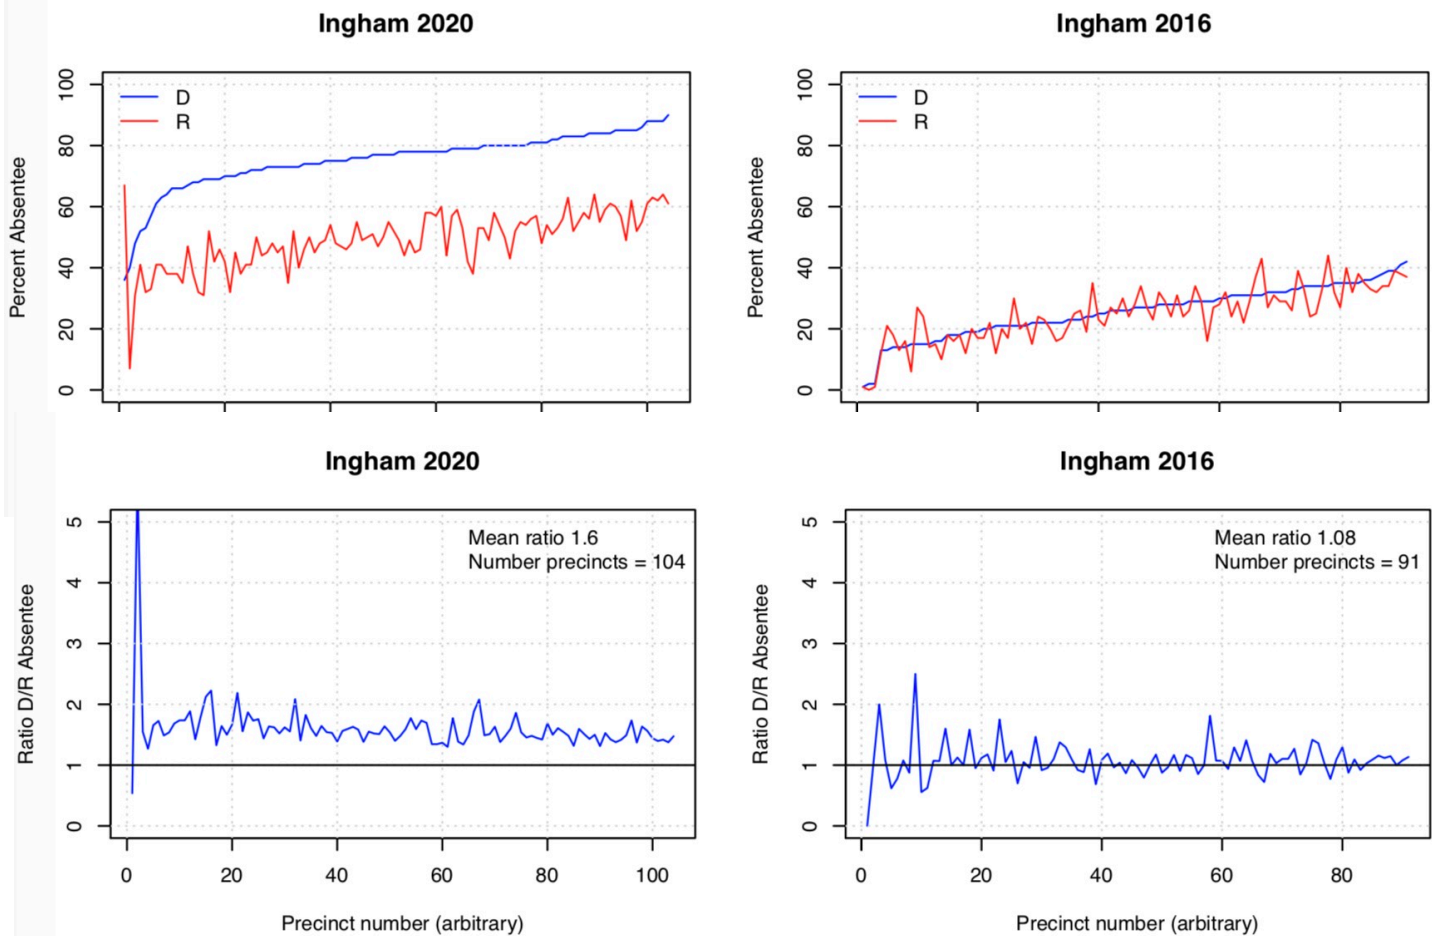 Ingham 2020
Percent Absentee
100
80
60
40
20
0
D
R
Ingham 2016
Percent Absentee
100
80
60
40
20
0
D
R
Ingham 2020
Ratio D/R Absentee
5
4
3
2
1
0
Mean ratio 1.6
Number precincts = 104
0 20 40 60 80 100
Precinct number (arbitrary)
Ingham 2016
Ratio D/R Absentee
5
4
3
2
1
0
Mean ratio 1.08
Number precincts = 91
0 20 40 60 80
Precinct number (arbitrary)